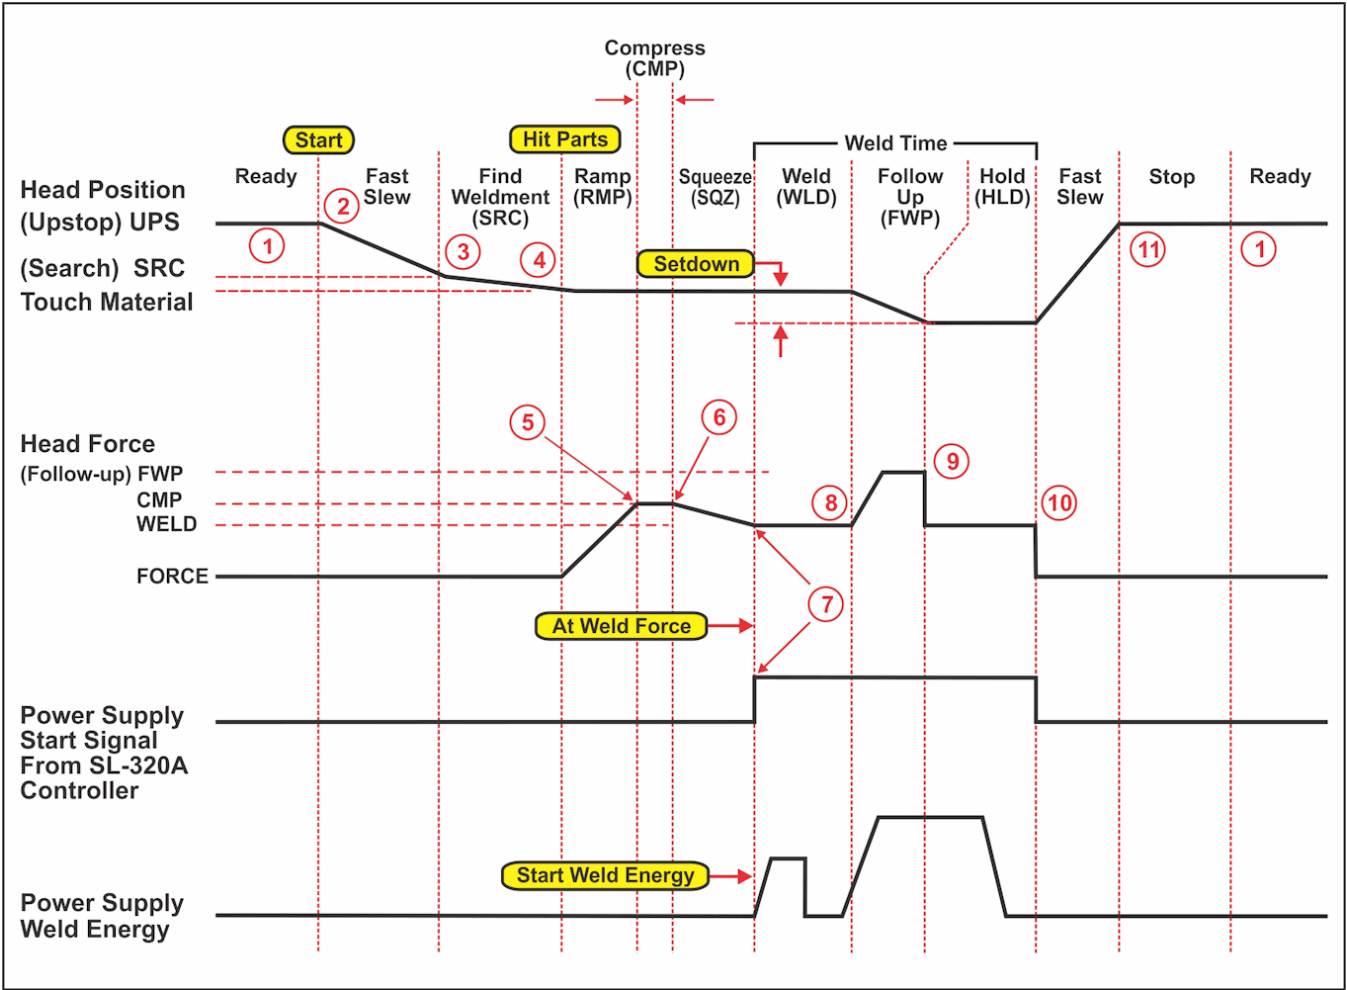 Compress
(CMP)
Start
Hit Parts
Weld Time
Ready
Fast
Slew
Find
Weldment
(SRC)
Ramp
(RMP)
Squeeze
(SQZ)
Weld
(WLD)
Follow
Up
(FWP)
Hold
(HLD)
Fast
Slew
Stop
Ready
Head Position
(Upstop) UPS
(Search) SRC
Touch Material
1
2
3
4
Setdown
11
1
5
6
Head Force
(Follow-up) FWP
CMP
WELD
FORCE
8
9
10
7
At Weld Force
Power Supply
Start Signal
From SL-320A
Controller
Start Weld Energy
Power Supply
Weld Energy